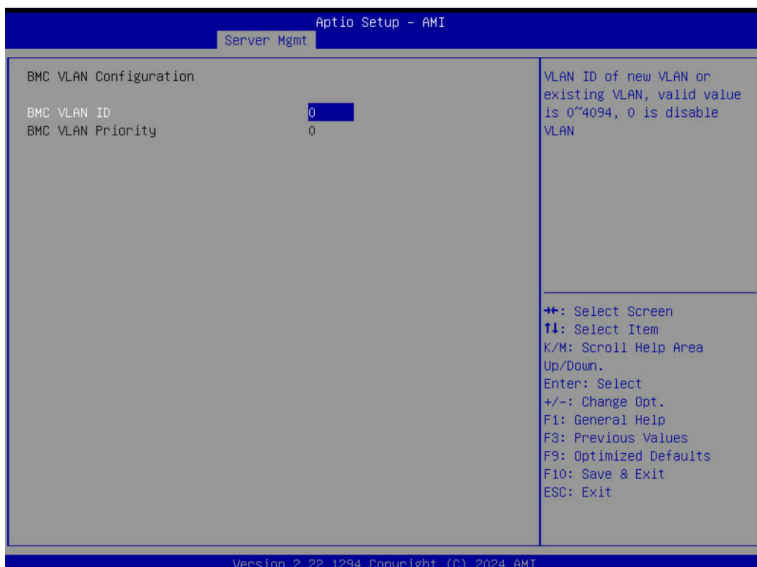 Aptio Setup – AMI
Server Mgmt
BMC VLAN Configuration
BMC VLAN ID 0
BMC VLAN Priority 0
VLAN ID of new VLAN or
existing VLAN, valid value
is 0~4094, 0 is disable
VLAN
→←: Select Screen
↑↓: Select Item
K/M: Scroll Help Area
Up/Down.
Enter: Select
+/-: Change Opt.
F1: General Help
F3: Previous Values
F9: Optimized Defaults
F10: Save & Exit
ESC: Exit
Version 2.22.1294 Copyright (C) 2024 AMI